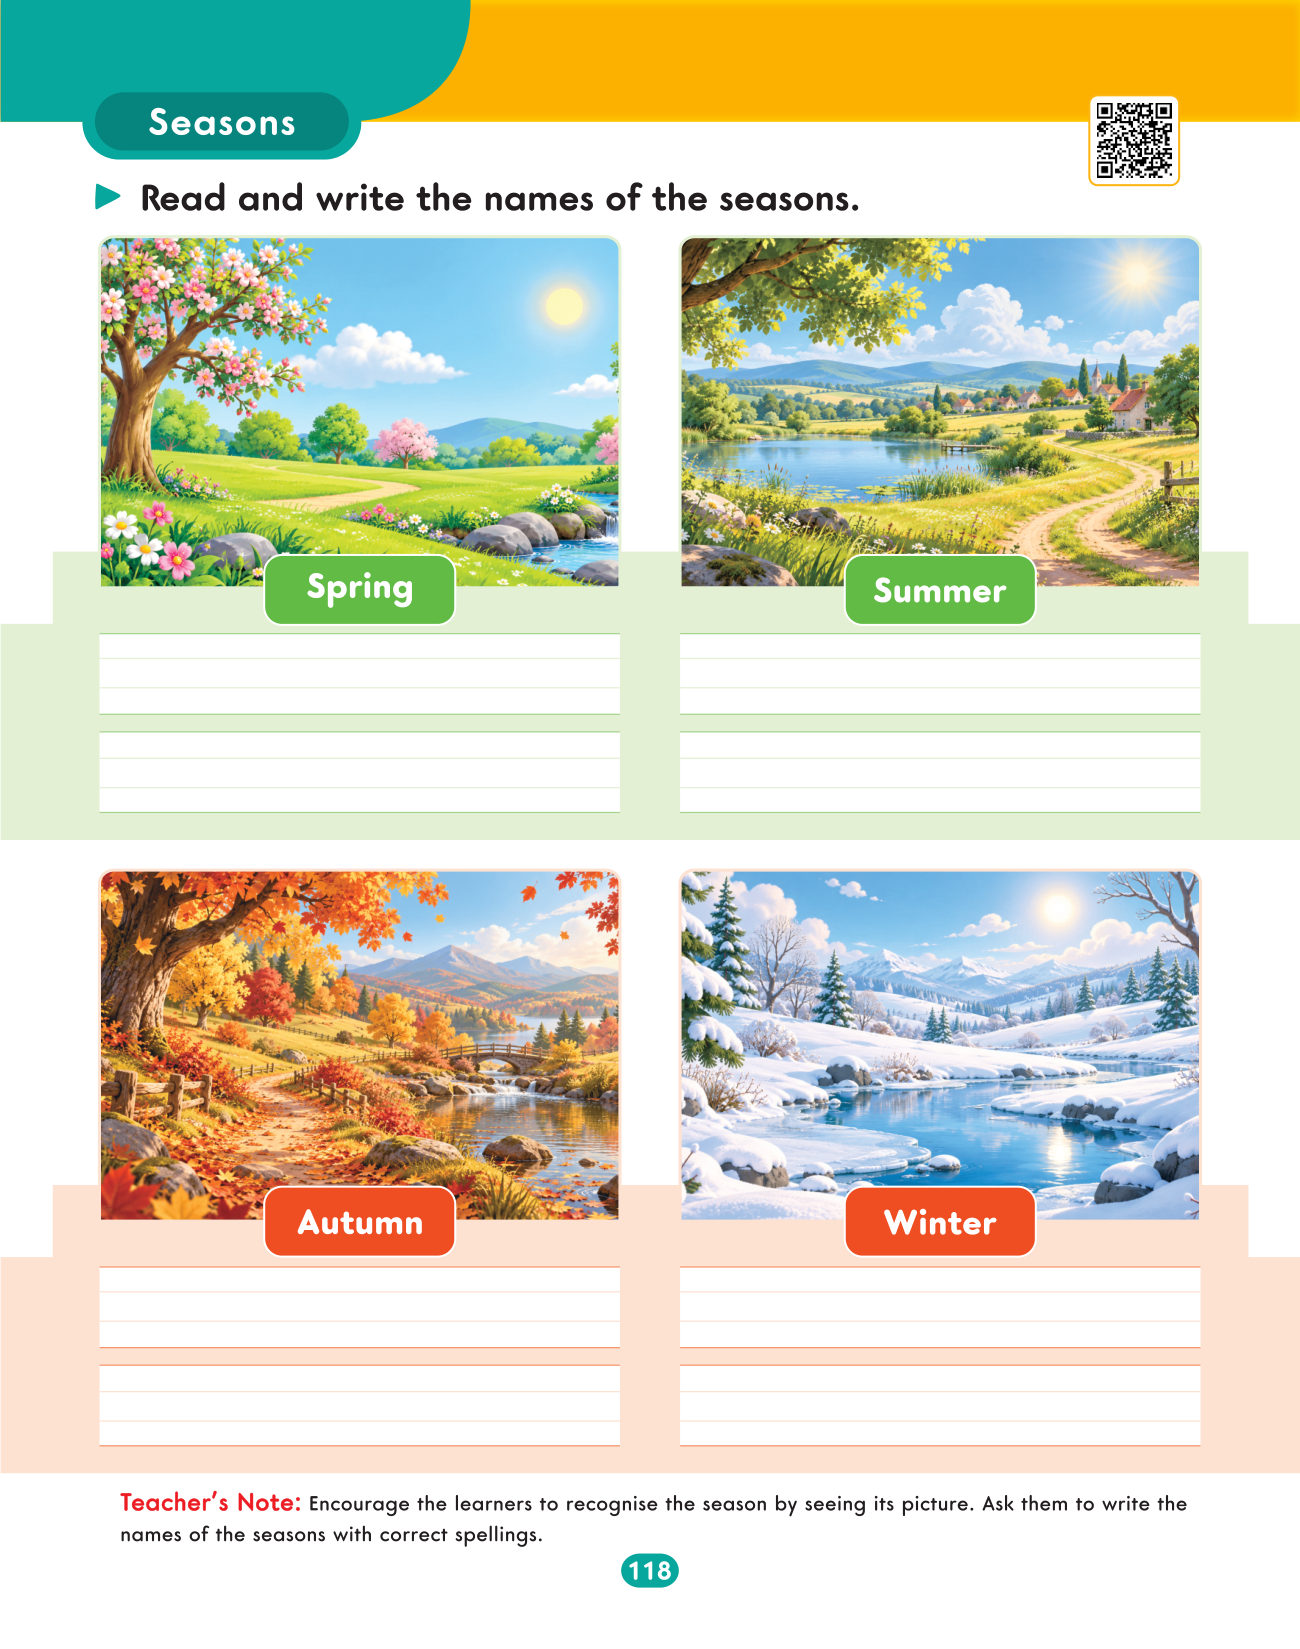 Seasons
Read and write the names of the seasons.
Spring
Summer
Autumn
Winter
Teacher's Note: Encourage the learners to recognise the season by seeing its picture. Ask them to write the
names of the seasons with correct spellings.
118